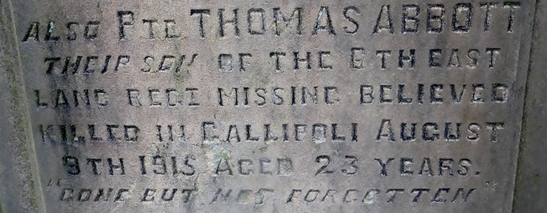 ALSO PTE THOMAS ABBOTT
THEIR SON OF THE 6TH EAST
LANC REGT MISSING BELIEVED
KILLED IN GALLIPOLI AUGUST
9TH 1915 AGED 23 YEARS.
"GONE BUT NOT FORGOTTEN"